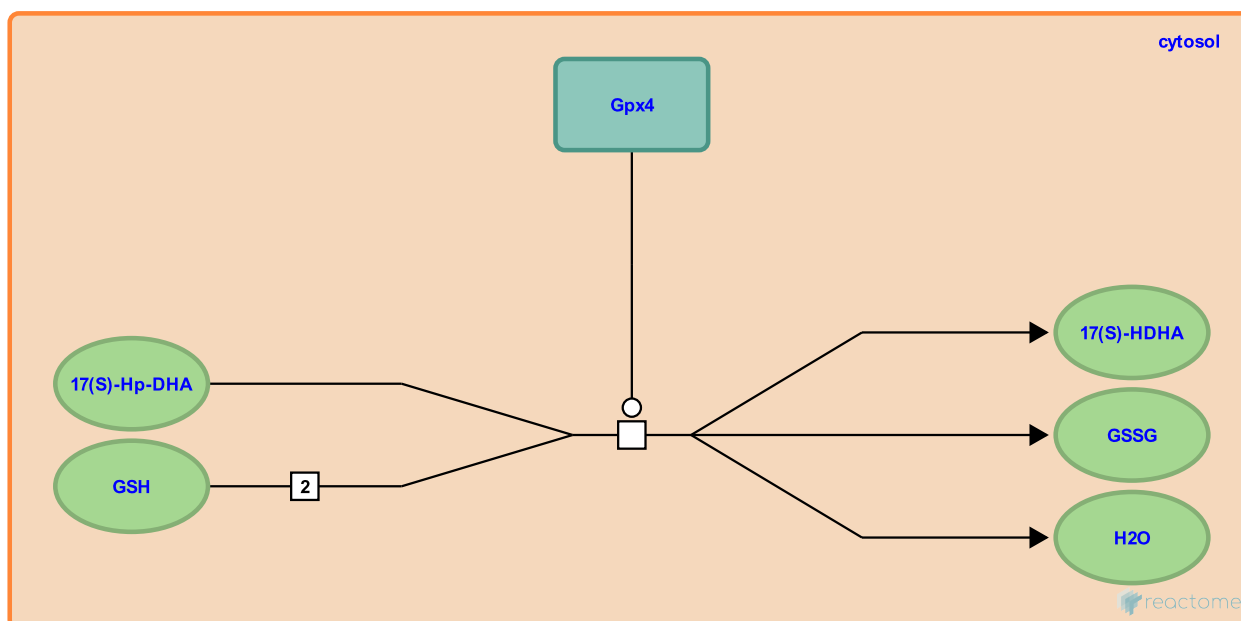 cytosol
Gpx4
17(S)-Hp-DHA
GSH
2
17(S)-HDHA
GSSG
H2O
reactome